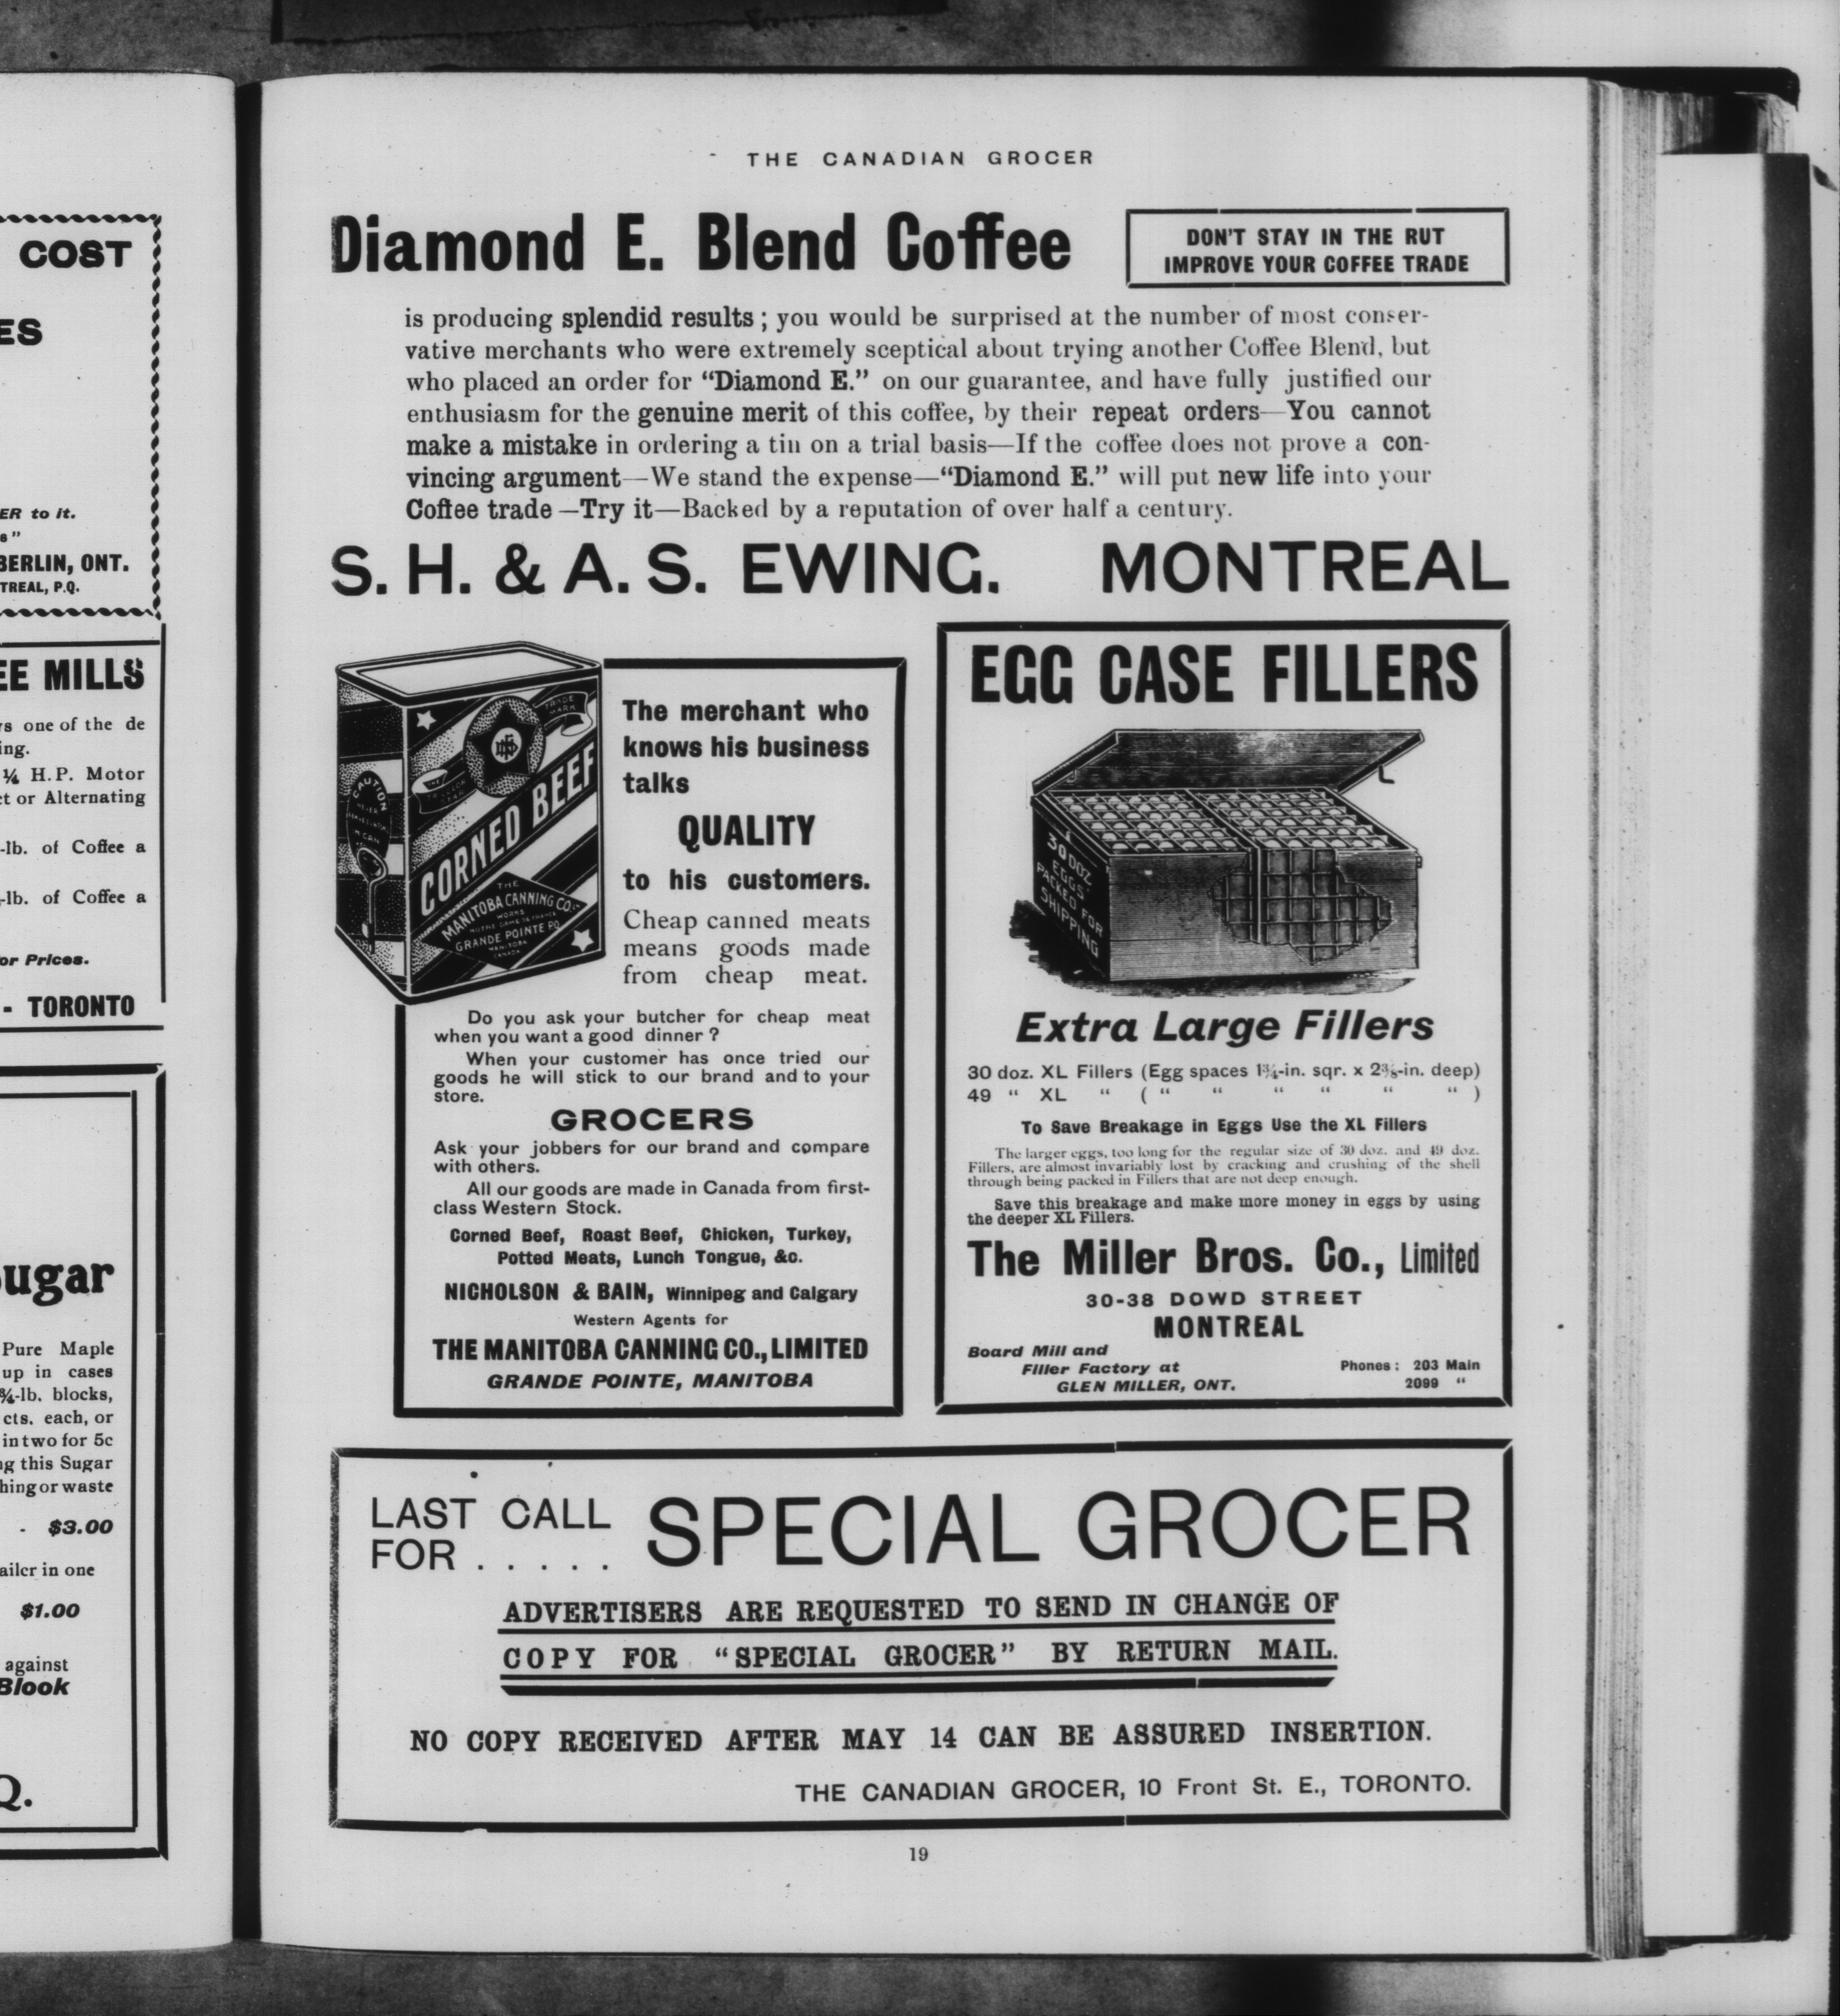 COST
ES
ER to it.
s"
BERLIN, ONT.
TREAL, P.Q.
EE MILLS
rs one of the de
ing.
¼ H.P. Motor
ct or Alternating
-lb. of Coffee a
-lb. of Coffee a
or Prices.
- TORONTO
ugar
Pure Maple
up in cases
¾-lb. blocks,
cts. each, or
in two for 5c
ng this Sugar
hing or waste
- $3.00
ailer in one
$1.00
against
Blook
Q.
THE CANADIAN GROCER
Diamond E. Blend Coffee
DON'T STAY IN THE RUT
IMPROVE YOUR COFFEE TRADE
is producing splendid results; you would be surprised at the number of most conser-
vative merchants who were extremely sceptical about trying another Coffee Blend, but
who placed an order for "Diamond E." on our guarantee, and have fully justified our
enthusiasm for the genuine merit of this coffee, by their repeat orders—You cannot
make a mistake in ordering a tin on a trial basis—If the coffee does not prove a con-
vincing argument—We stand the expense—"Diamond E." will put new life into your
Coffee trade—Try it—Backed by a reputation of over half a century.
S. H. & A. S. EWING. MONTREAL
TRADE
MARK
CAUTION
CORNED BEEF
THE
MANITOBA CANNING CO.
WORKS
GRANDE POINTE PO
MANITOBA
CANADA
The merchant who
knows his business
talks
QUALITY
to his customers.
Cheap canned meats
means goods made
from cheap meat.
Do you ask your butcher for cheap meat
when you want a good dinner?
When your customer has once tried our
goods he will stick to our brand and to your
store.
GROCERS
Ask your jobbers for our brand and compare
with others.
All our goods are made in Canada from first-
class Western Stock.
Corned Beef, Roast Beef, Chicken, Turkey,
Potted Meats, Lunch Tongue, &c.
NICHOLSON & BAIN, Winnipeg and Calgary
Western Agents for
THE MANITOBA CANNING CO., LIMITED
GRANDE POINTE, MANITOBA
EGG CASE FILLERS
30 DOZ.
EGGS
PACKED FOR
SHIPPING
Extra Large Fillers
30 doz. XL Fillers (Egg spaces 1¾-in. sqr. x 2⅜-in. deep)
49 " XL " ( " " " " " " )
To Save Breakage in Eggs Use the XL Fillers
The larger eggs, too long for the regular size of 30 doz. and 49 doz.
Fillers, are almost invariably lost by cracking and crushing of the shell
through being packed in Fillers that are not deep enough.
Save this breakage and make more money in eggs by using
the deeper XL Fillers.
The Miller Bros. Co., Limited
30-38 DOWD STREET
MONTREAL
Board Mill and
Filler Factory at
GLEN MILLER, ONT.
Phones: 203 Main
2099 "
LAST CALL
FOR . . . . .
SPECIAL GROCER
ADVERTISERS ARE REQUESTED TO SEND IN CHANGE OF
COPY FOR "SPECIAL GROCER" BY RETURN MAIL.
NO COPY RECEIVED AFTER MAY 14 CAN BE ASSURED INSERTION.
THE CANADIAN GROCER, 10 Front St. E., TORONTO.
19